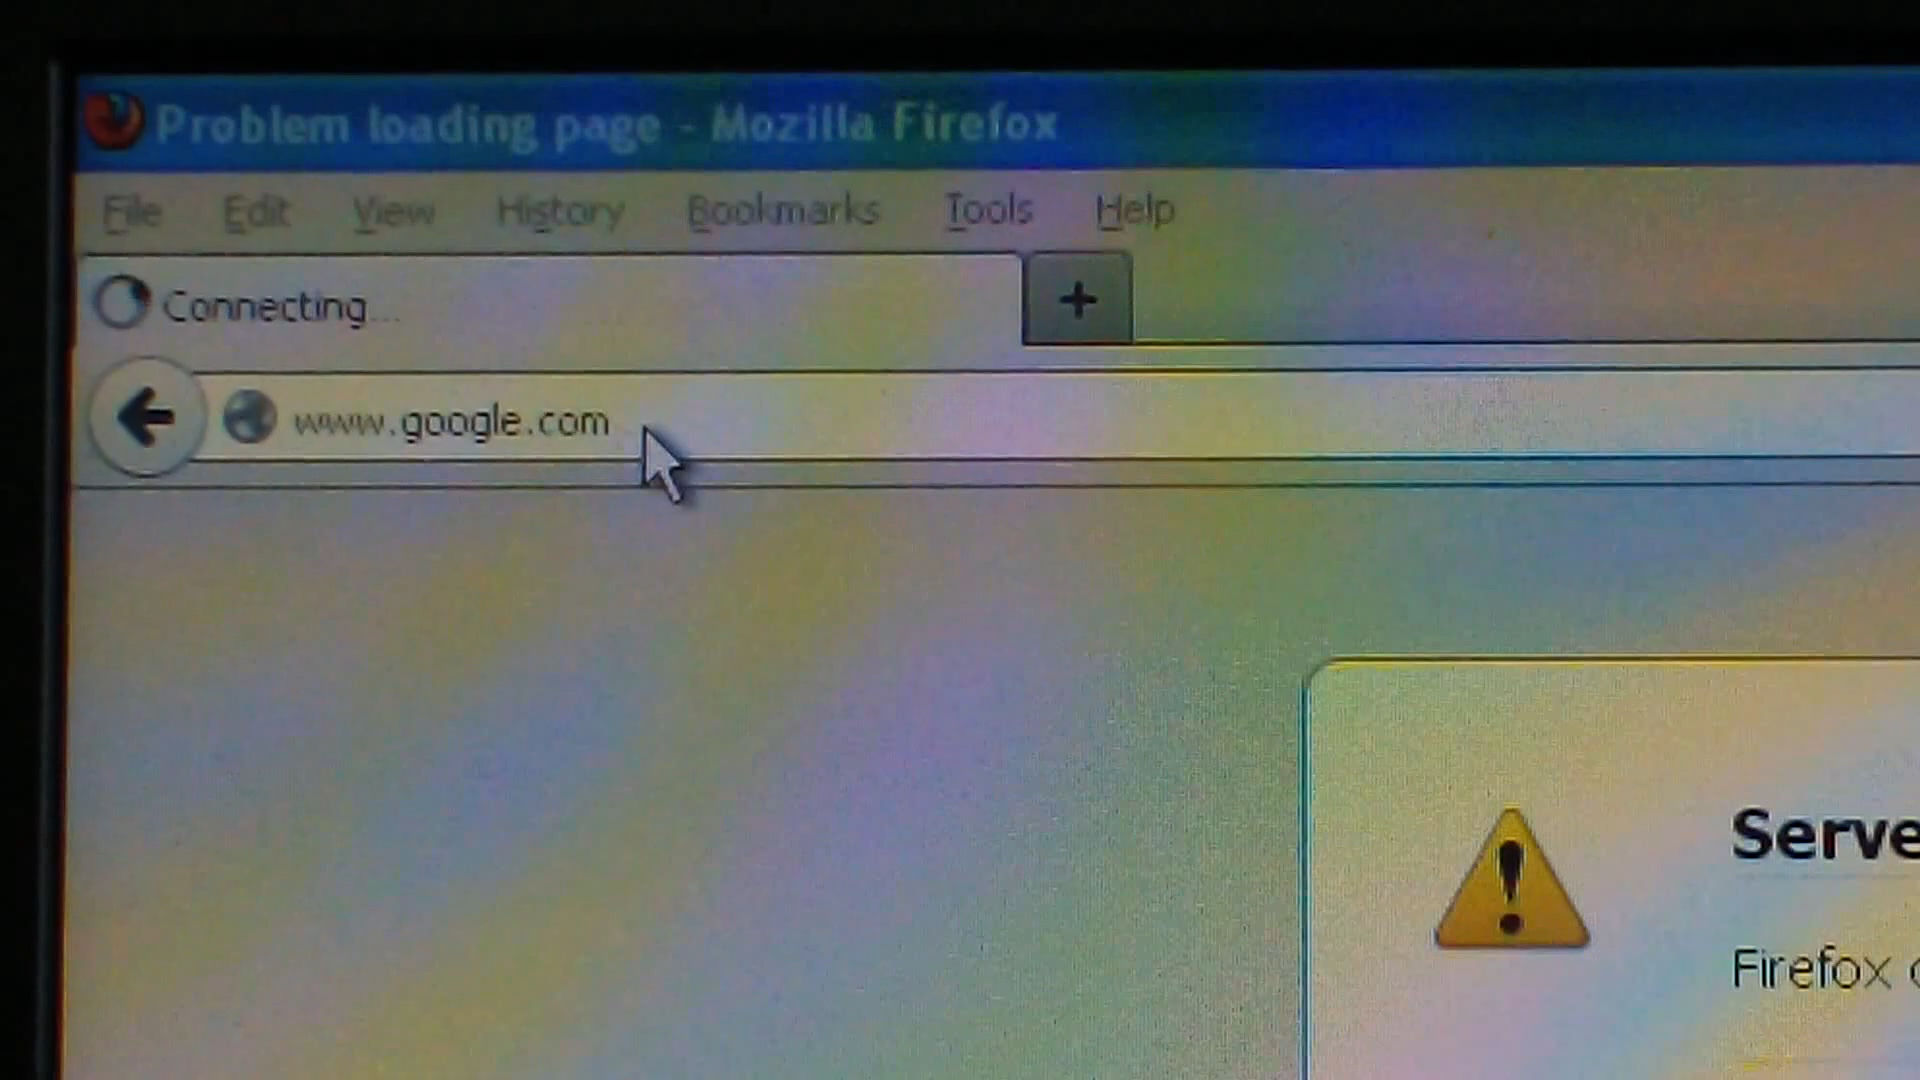 Problem loading page - Mozilla Firefox
File Edit View History Bookmarks Tools Help
Connecting...
+
www.google.com
Serve
Firefox